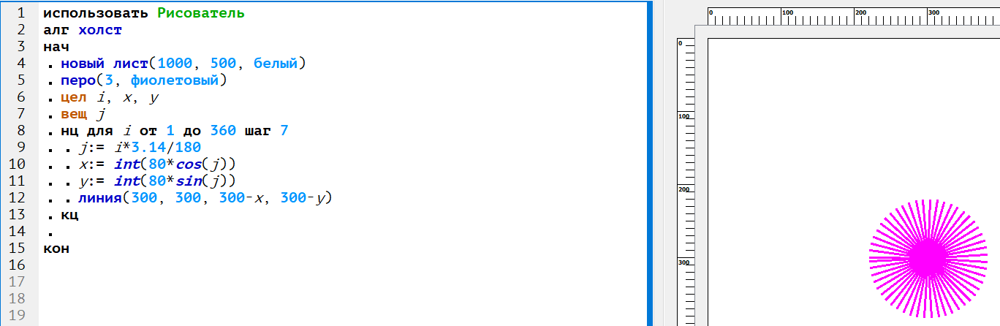 1 использовать Рисователь
2 алг холст
3 нач
4 . новый лист(1000, 500, белый)
5 . перо(3, фиолетовый)
6 . цел i, x, y
7 . вещ j
8 . нц для i от 1 до 360 шаг 7
9 . . j:= i*3.14/180
10 . . x:= int(80*cos(j))
11 . . y:= int(80*sin(j))
12 . . линия(300, 300, 300-x, 300-y)
13 . кц
14 .
15 кон
16
17
18
19
0 100 200 300
0
100
200
300